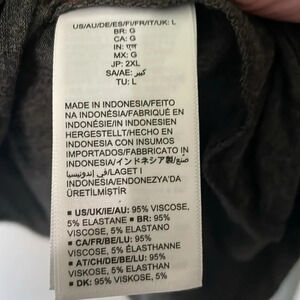 US/AU/DE/ES/FI/FR/IT/UK: L
BR: G
CA: G
IN: एल
MX: G
JP: 2XL
SA/AE: كبير
TU: L
MADE IN INDONESIA/FEITO
NA INDONÉSIA/FABRIQUÉ EN
INDONÉSIE/IN INDONESIEN
HERGESTELLT/HECHO EN
INDONESIA CON INSUMOS
IMPORTADOS/FABBRICATO IN
INDONESIA/インドネシア製/صنع
في إندونيسيا/LAGET I
INDONESIA/ENDONEZYA'DA
ÜRETİLMİŞTİR
■ US/UK/IE/AU: 95% VISCOSE,
5% ELASTANE ■ BR: 95%
VISCOSE, 5% ELASTANO
■ CA/FR/BE/LU: 95%
VISCOSE, 5% ÉLASTHANNE
■ AT/CH/DE/BE/LU: 95%
VISKOSE, 5% ELASTHAN
■ DK: 95% VISKOSE, 5%